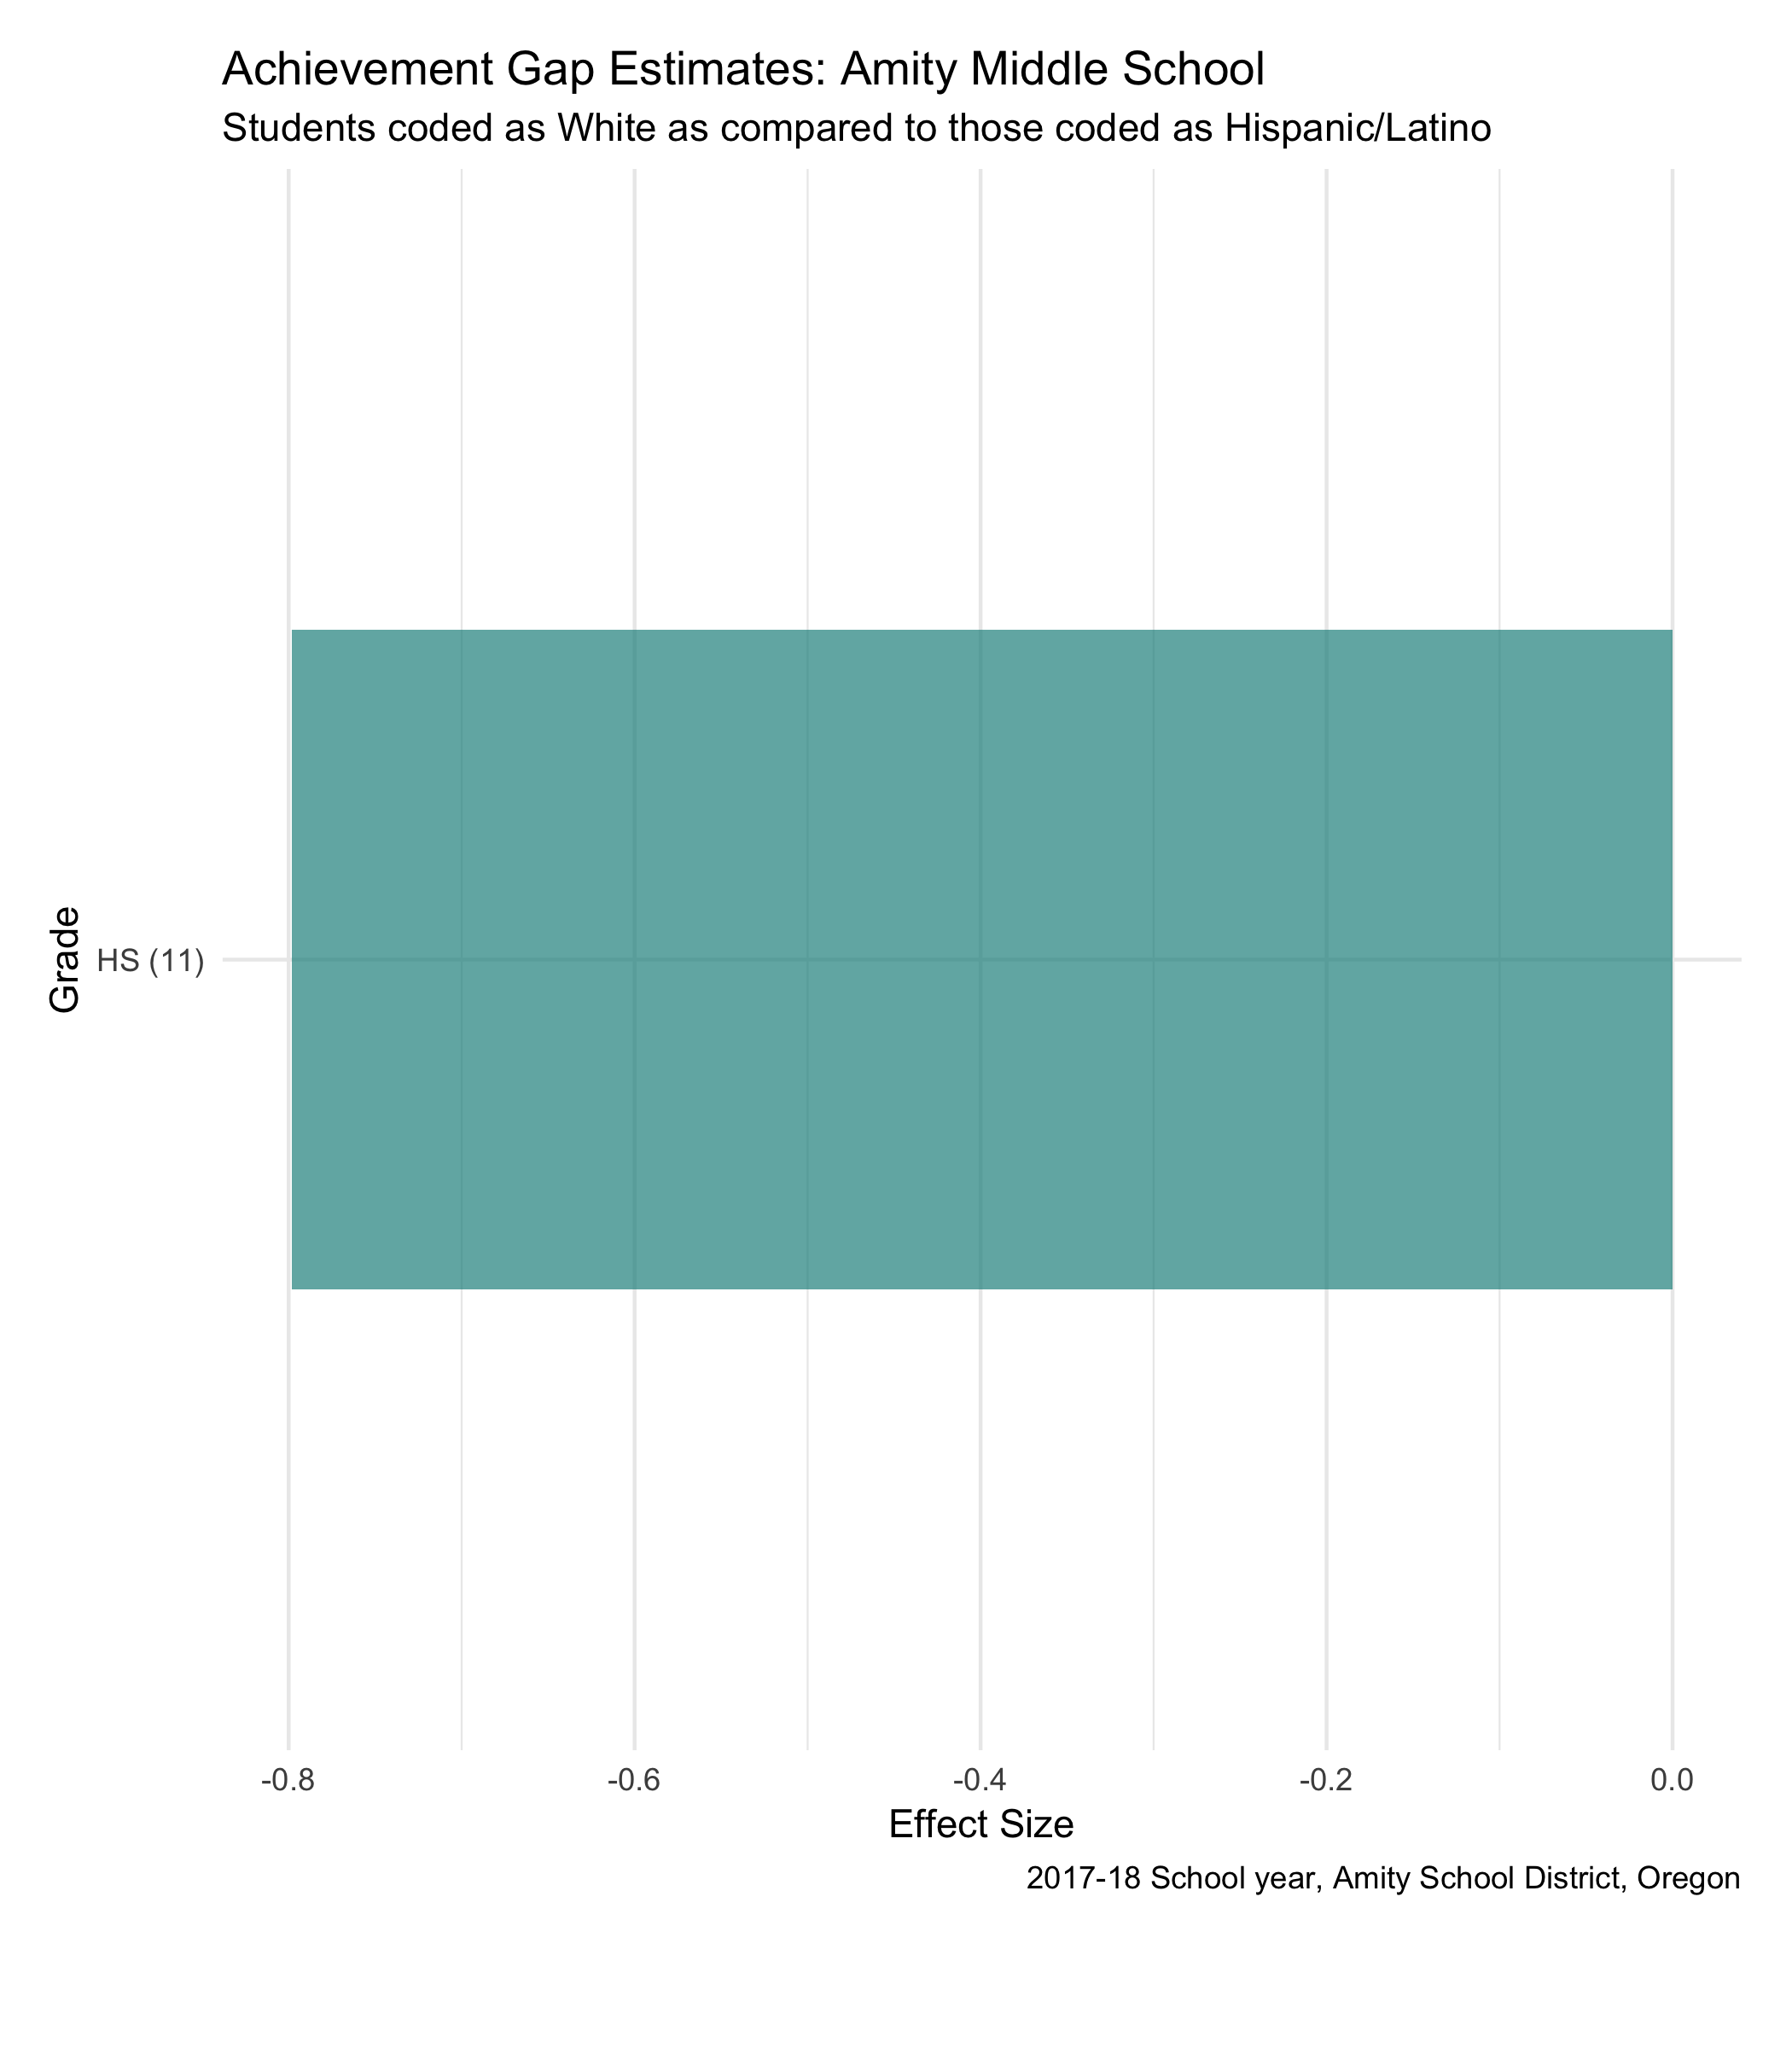 Achievement Gap Estimates: Amity Middle School
Students coded as White as compared to those coded as Hispanic/Latino
Grade
HS (11)
-0.8 -0.6 -0.4 -0.2 0.0
Effect Size
2017-18 School year, Amity School District, Oregon